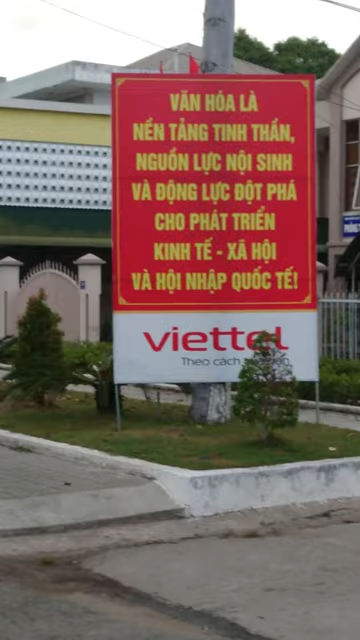 VĂN HÓA LÀ
NỀN TẢNG TINH THẦN,
NGUỒN LỰC NỘI SINH
VÀ ĐỘNG LỰC ĐỘT PHÁ
CHO PHÁT TRIỂN
KINH TẾ - XÃ HỘI
VÀ HỘI NHẬP QUỐC TẾ!
viettel
Theo cách